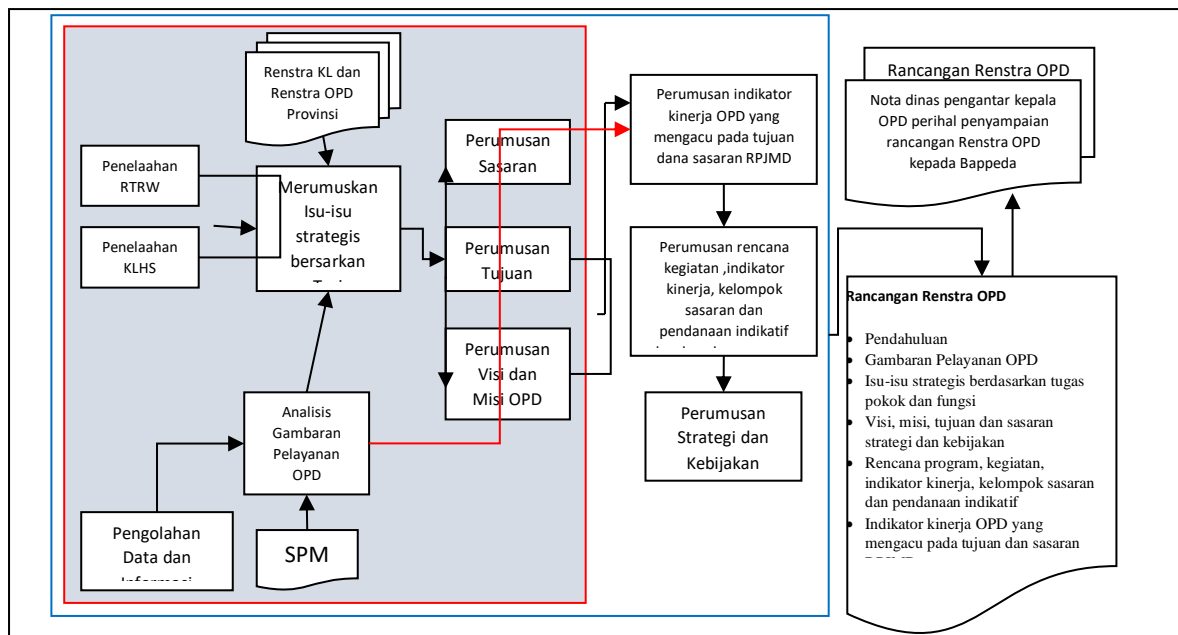 Renstra KL dan
Renstra OPD
Provinsi
Penelaahan
RTRW
Penelaahan
KLHS
Merumuskan
Isu-isu
strategis
bersarkan
Perumusan
Sasaran
Perumusan
Tujuan
Perumusan
Visi dan
Misi OPD
Analisis
Gambaran
Pelayanan
OPD
Pengolahan
Data dan
SPM
Perumusan indikator
kinerja OPD yang
mengacu pada tujuan
dana sasaran RPJMD
Perumusan rencana
kegiatan ,indikator
kinerja, kelompok
sasaran dan
pendanaan indikatif
Perumusan
Strategi dan
Kebijakan
Rancangan Renstra OPD
Nota dinas pengantar kepala
OPD perihal penyampaian
rancangan Renstra OPD
kepada Bappeda
Rancangan Renstra OPD
• Pendahuluan
• Gambaran Pelayanan OPD
• Isu-isu strategis berdasarkan tugas
pokok dan fungsi
• Visi, misi, tujuan dan sasaran
strategi dan kebijakan
• Rencana program, kegiatan,
indikator kinerja, kelompok sasaran
dan pendanaan indikatif
• Indikator kinerja OPD yang
mengacu pada tujuan dan sasaran